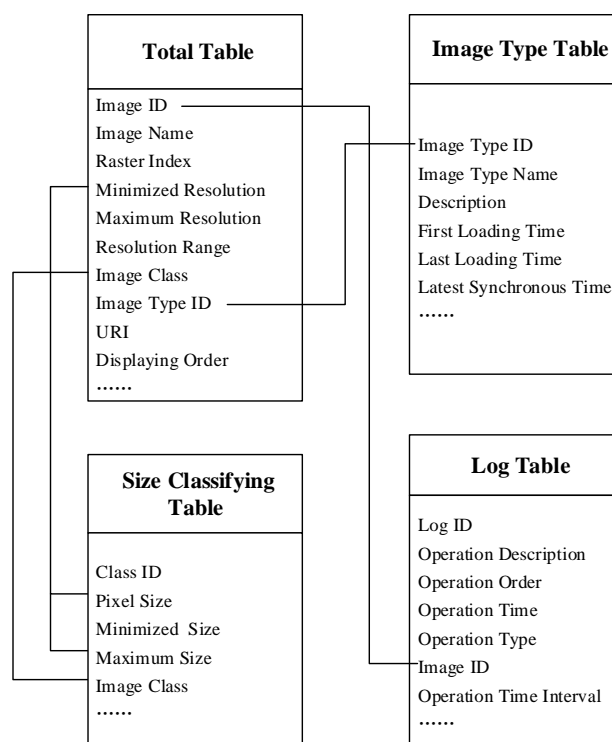 Total Table
Image ID
Image Name
Raster Index
Minimized Resolution
Maximum Resolution
Resolution Range
Image Class
Image Type ID
URI
Displaying Order
......
Image Type Table
Image Type ID
Image Type Name
Description
First Loading Time
Last Loading Time
Latest Synchronous Time
......
Size Classifying
Table
Class ID
Pixel Size
Minimized Size
Maximum Size
Image Class
......
Log Table
Log ID
Operation Description
Operation Order
Operation Time
Operation Type
Image ID
Operation Time Interval
......